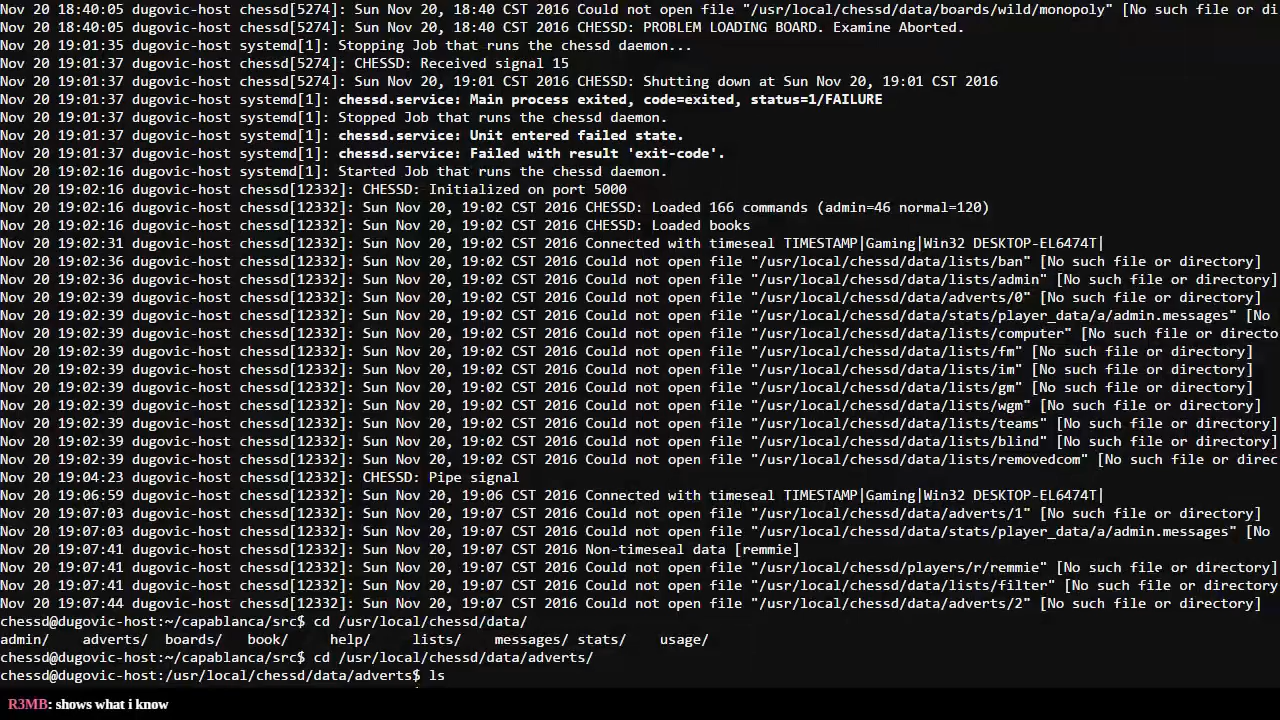 Nov 20 18:40:05 dugovic-host chessd[5274]: Sun Nov 20, 18:40 CST 2016 Could not open file "/usr/local/chessd/data/boards/wild/monopoly" [No such file or di
Nov 20 18:40:05 dugovic-host chessd[5274]: Sun Nov 20, 18:40 CST 2016 CHESSD: PROBLEM LOADING BOARD. Examine Aborted.
Nov 20 19:01:35 dugovic-host systemd[1]: Stopping Job that runs the chessd daemon...
Nov 20 19:01:37 dugovic-host chessd[5274]: CHESSD: Received signal 15
Nov 20 19:01:37 dugovic-host chessd[5274]: Sun Nov 20, 19:01 CST 2016 CHESSD: Shutting down at Sun Nov 20, 19:01 CST 2016
Nov 20 19:01:37 dugovic-host systemd[1]: chessd.service: Main process exited, code=exited, status=1/FAILURE
Nov 20 19:01:37 dugovic-host systemd[1]: Stopped Job that runs the chessd daemon.
Nov 20 19:01:37 dugovic-host systemd[1]: chessd.service: Unit entered failed state.
Nov 20 19:01:37 dugovic-host systemd[1]: chessd.service: Failed with result 'exit-code'.
Nov 20 19:02:16 dugovic-host systemd[1]: Started Job that runs the chessd daemon.
Nov 20 19:02:16 dugovic-host chessd[12332]: CHESSD: Initialized on port 5000
Nov 20 19:02:16 dugovic-host chessd[12332]: Sun Nov 20, 19:02 CST 2016 CHESSD: Loaded 166 commands (admin=46 normal=120)
Nov 20 19:02:16 dugovic-host chessd[12332]: Sun Nov 20, 19:02 CST 2016 CHESSD: Loaded books
Nov 20 19:02:31 dugovic-host chessd[12332]: Sun Nov 20, 19:02 CST 2016 Connected with timeseal TIMESTAMP|Gaming|Win32 DESKTOP-EL6474T|
Nov 20 19:02:36 dugovic-host chessd[12332]: Sun Nov 20, 19:02 CST 2016 Could not open file "/usr/local/chessd/data/lists/ban" [No such file or directory]
Nov 20 19:02:36 dugovic-host chessd[12332]: Sun Nov 20, 19:02 CST 2016 Could not open file "/usr/local/chessd/data/lists/admin" [No such file or directory]
Nov 20 19:02:39 dugovic-host chessd[12332]: Sun Nov 20, 19:02 CST 2016 Could not open file "/usr/local/chessd/data/adverts/0" [No such file or directory]
Nov 20 19:02:39 dugovic-host chessd[12332]: Sun Nov 20, 19:02 CST 2016 Could not open file "/usr/local/chessd/data/stats/player_data/a/admin.messages" [No
Nov 20 19:02:39 dugovic-host chessd[12332]: Sun Nov 20, 19:02 CST 2016 Could not open file "/usr/local/chessd/data/lists/computer" [No such file or directo
Nov 20 19:02:39 dugovic-host chessd[12332]: Sun Nov 20, 19:02 CST 2016 Could not open file "/usr/local/chessd/data/lists/fm" [No such file or directory]
Nov 20 19:02:39 dugovic-host chessd[12332]: Sun Nov 20, 19:02 CST 2016 Could not open file "/usr/local/chessd/data/lists/im" [No such file or directory]
Nov 20 19:02:39 dugovic-host chessd[12332]: Sun Nov 20, 19:02 CST 2016 Could not open file "/usr/local/chessd/data/lists/gm" [No such file or directory]
Nov 20 19:02:39 dugovic-host chessd[12332]: Sun Nov 20, 19:02 CST 2016 Could not open file "/usr/local/chessd/data/lists/wgm" [No such file or directory]
Nov 20 19:02:39 dugovic-host chessd[12332]: Sun Nov 20, 19:02 CST 2016 Could not open file "/usr/local/chessd/data/lists/teams" [No such file or directory]
Nov 20 19:02:39 dugovic-host chessd[12332]: Sun Nov 20, 19:02 CST 2016 Could not open file "/usr/local/chessd/data/lists/blind" [No such file or directory]
Nov 20 19:02:39 dugovic-host chessd[12332]: Sun Nov 20, 19:02 CST 2016 Could not open file "/usr/local/chessd/data/lists/removedcom" [No such file or direc
Nov 20 19:04:23 dugovic-host chessd[12332]: CHESSD: Pipe signal
Nov 20 19:06:59 dugovic-host chessd[12332]: Sun Nov 20, 19:06 CST 2016 Connected with timeseal TIMESTAMP|Gaming|Win32 DESKTOP-EL6474T|
Nov 20 19:07:03 dugovic-host chessd[12332]: Sun Nov 20, 19:07 CST 2016 Could not open file "/usr/local/chessd/data/adverts/1" [No such file or directory]
Nov 20 19:07:03 dugovic-host chessd[12332]: Sun Nov 20, 19:07 CST 2016 Could not open file "/usr/local/chessd/data/stats/player_data/a/admin.messages" [No
Nov 20 19:07:41 dugovic-host chessd[12332]: Sun Nov 20, 19:07 CST 2016 Non-timeseal data [remmie]
Nov 20 19:07:41 dugovic-host chessd[12332]: Sun Nov 20, 19:07 CST 2016 Could not open file "/usr/local/chessd/players/r/remmie" [No such file or directory]
Nov 20 19:07:41 dugovic-host chessd[12332]: Sun Nov 20, 19:07 CST 2016 Could not open file "/usr/local/chessd/data/lists/filter" [No such file or directory
Nov 20 19:07:44 dugovic-host chessd[12332]: Sun Nov 20, 19:07 CST 2016 Could not open file "/usr/local/chessd/data/adverts/2" [No such file or directory]
chessd@dugovic-host:~/capablanca/src$ cd /usr/local/chessd/data/
admin/    adverts/  boards/   book/     help/     lists/    messages/ stats/    usage/
chessd@dugovic-host:~/capablanca/src$ cd /usr/local/chessd/data/adverts/
chessd@dugovic-host:/usr/local/chessd/data/adverts$ ls
R3MB: shows what i know